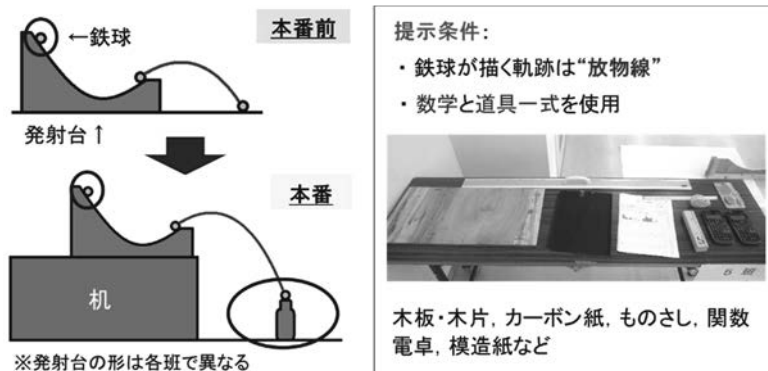 本番前
←鉄球
発射台↑
本番
机
※発射台の形は各班で異なる
提示条件:
・鉄球が描く軌跡は“放物線”
・数学と道具一式を使用
木板・木片，カーボン紙，ものさし，関数
電卓，模造紙など